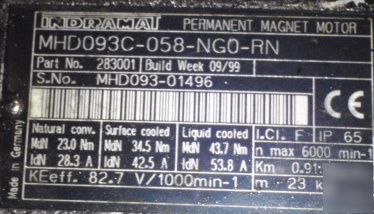 INDRAMAT PERMANENT MAGNET MOTOR
MHD093C-058-NG0-RN
Part No. 283001 Build Week 09/99
S.No. MHD093-01496
CE
Natural conv. Surface cooled Liquid cooled I.Cl. F IP 65
MdN 23.0 Nm MdN 34.5 Nm MdN 43.7 Nm n max 6000 min-1
IdN 28.3 A IdN 42.5 A IdN 53.8 A Km 0.91
KEeff. 82.7 V/1000min-1 m 23 k
Made in Germany